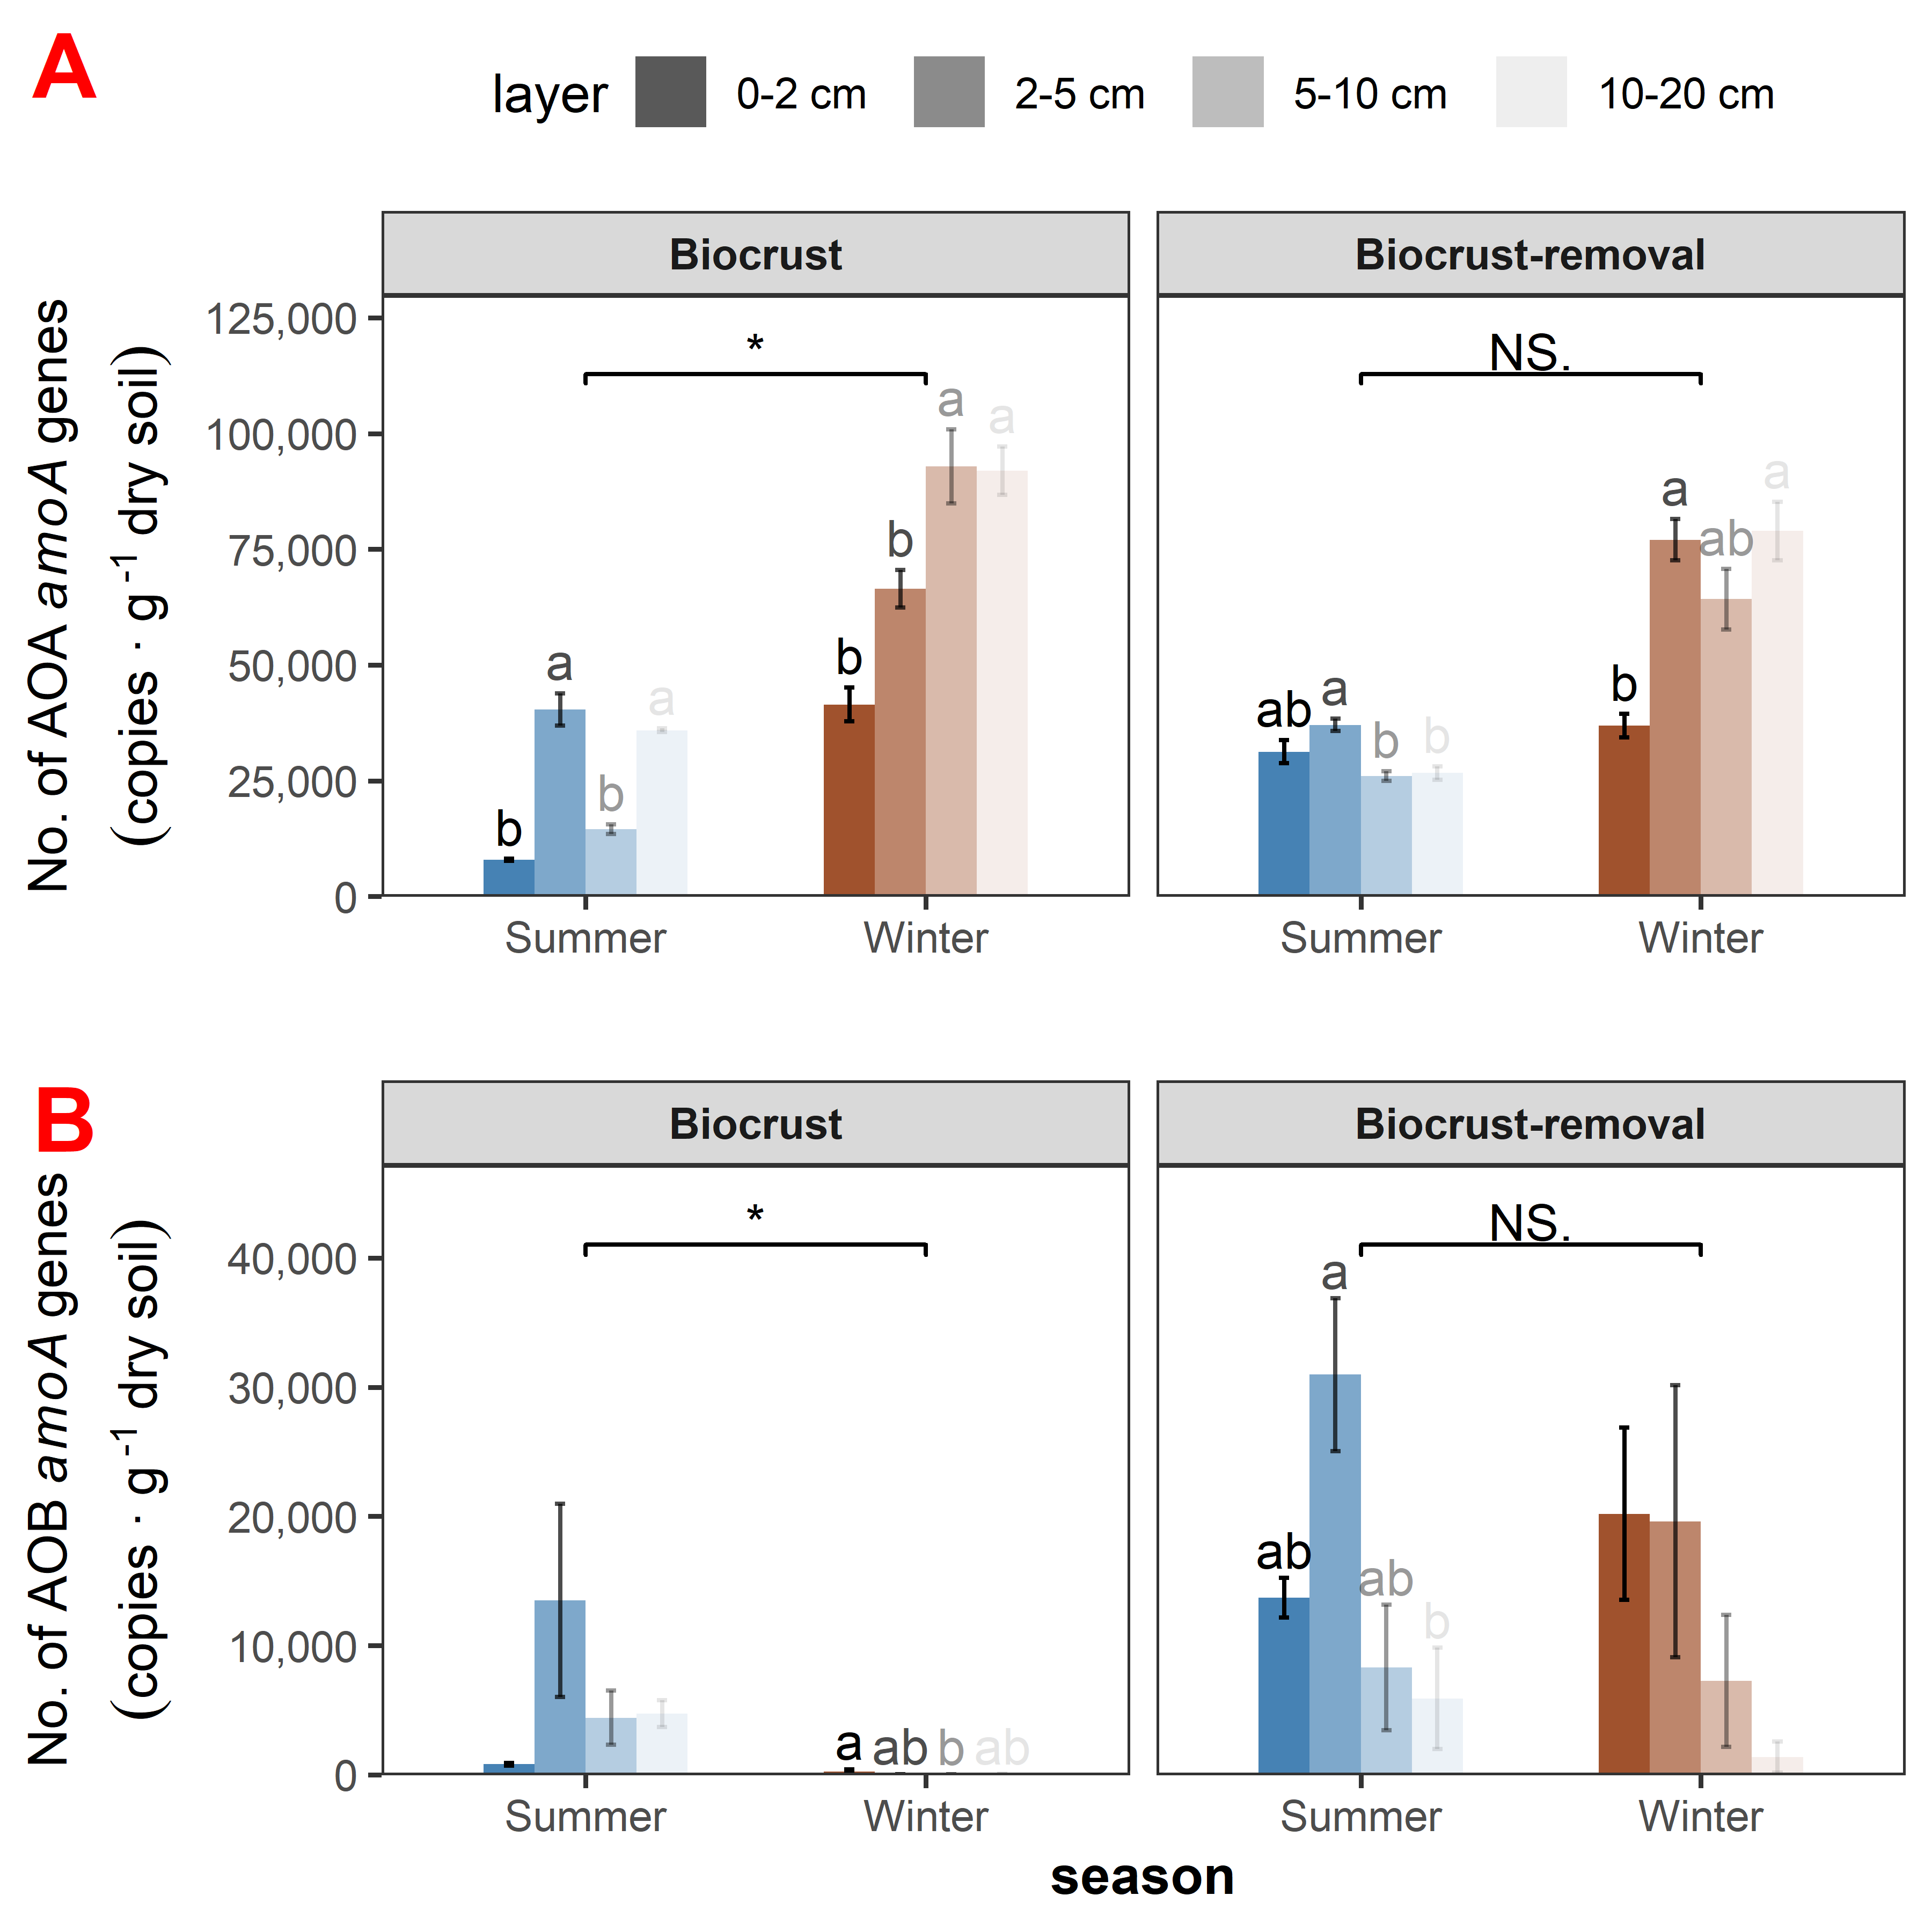 A
layer 0-2 cm 2-5 cm 5-10 cm 10-20 cm
Biocrust Biocrust-removal
No. of AOA amoA genes
(copies · g⁻¹ dry soil)
125,000
100,000
75,000
50,000
25,000
0
* NS.
b a b a b b a a
ab a b b b a ab a
Summer Winter Summer Winter
B
Biocrust Biocrust-removal
No. of AOB amoA genes
(copies · g⁻¹ dry soil)
40,000
30,000
20,000
10,000
0
* NS.
a ab b ab
ab a ab b
Summer Winter Summer Winter
season